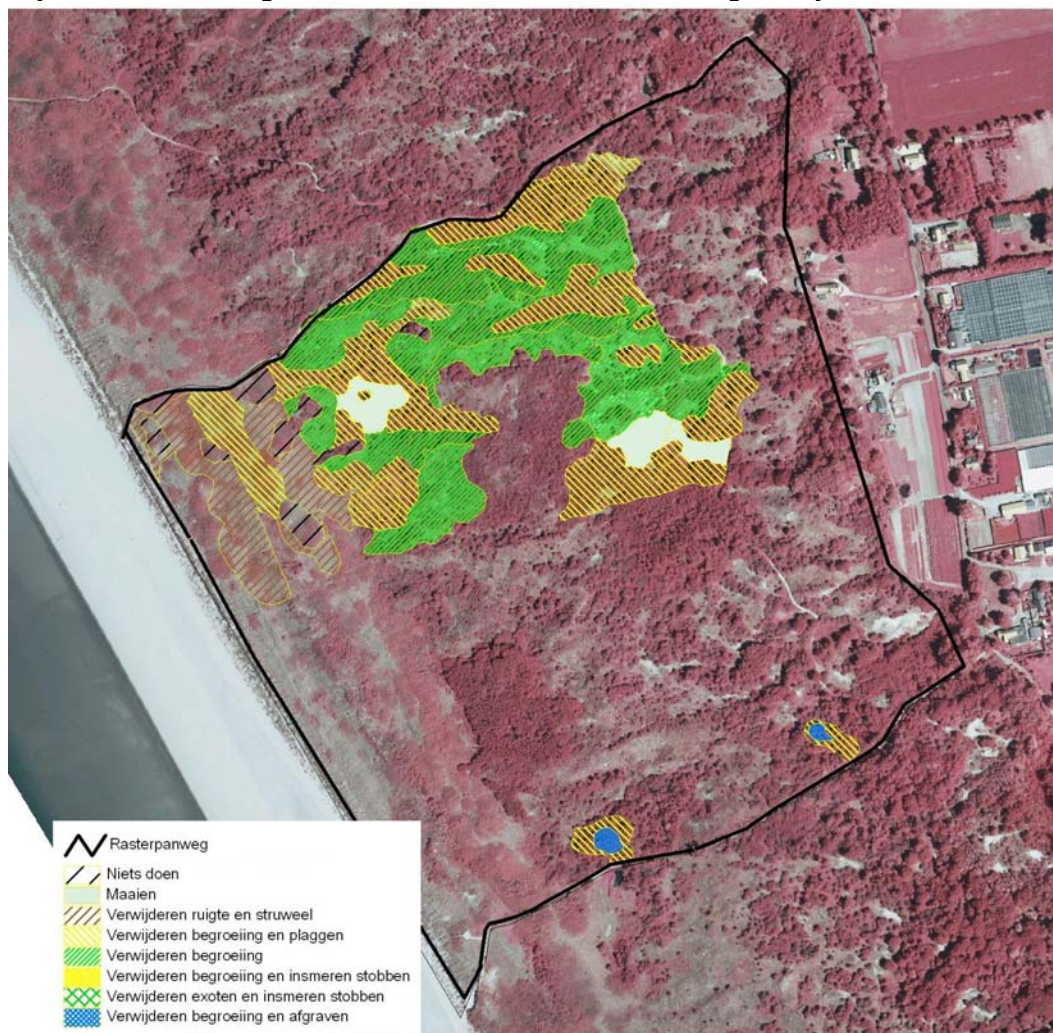 Rasterpanweg
Niets doen
Maaien
Verwijderen ruigte en struweel
Verwijderen begroeiing en plaggen
Verwijderen begroeiing
Verwijderen begroeiing en insmeren stobben
Verwijderen exoten en insmeren stobben
Verwijderen begroeiing en afgraven